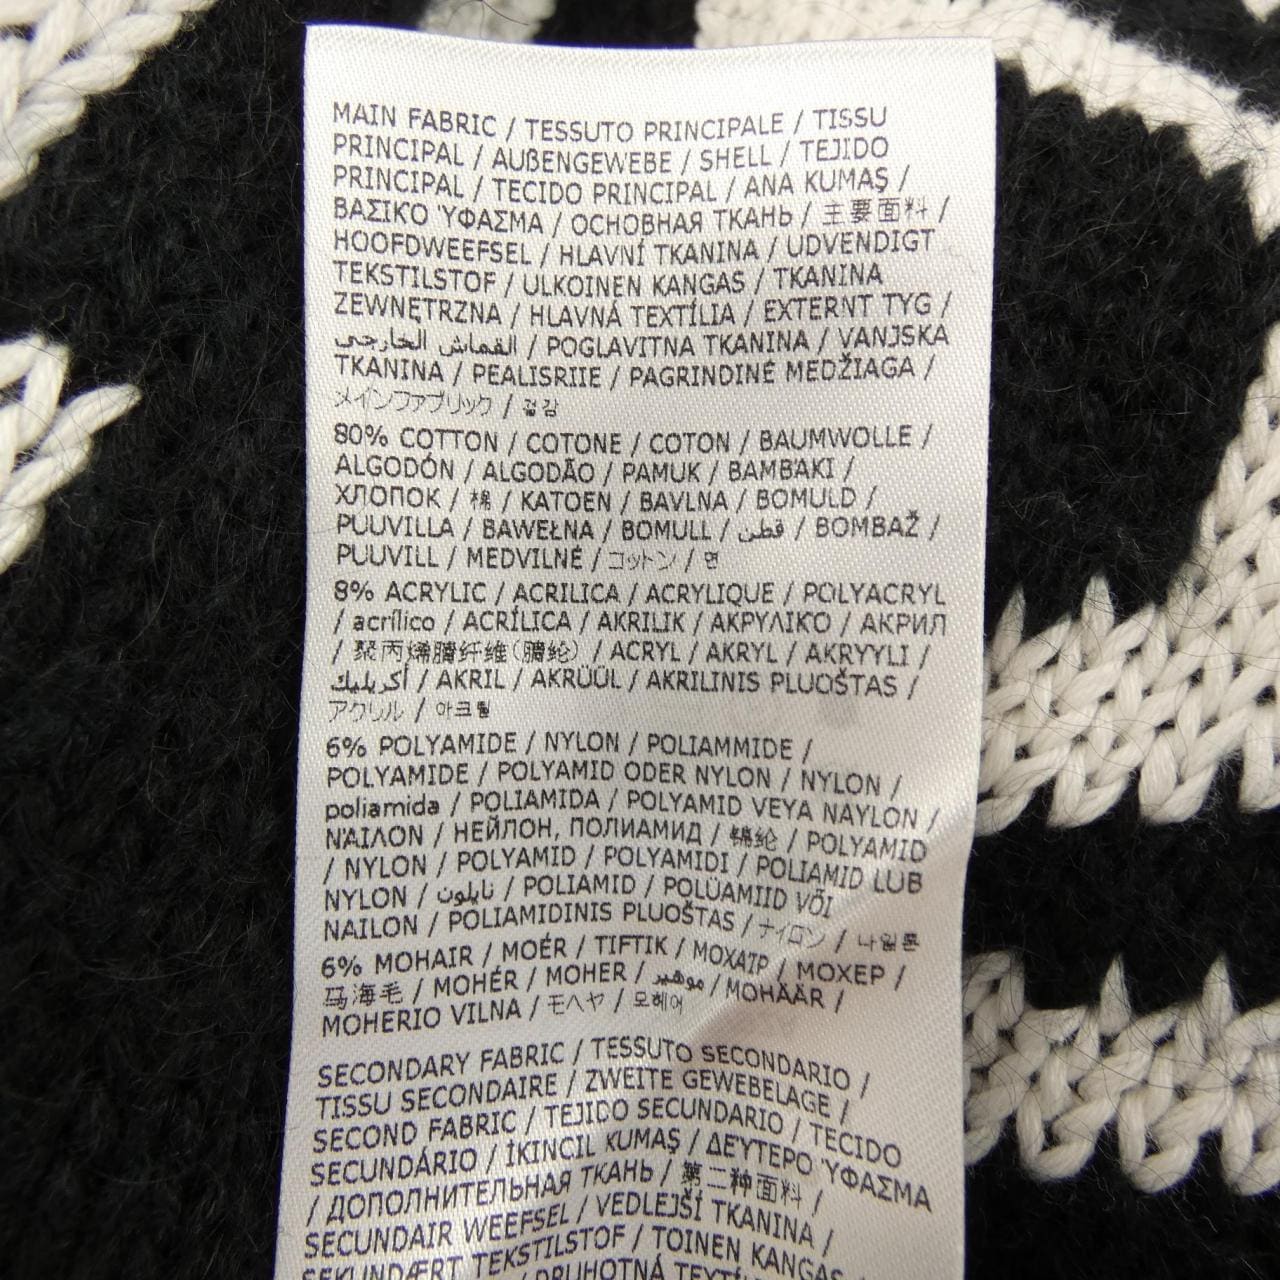 MAIN FABRIC / TESSUTO PRINCIPALE / TISSU
PRINCIPAL / AUßENGEWEBE / SHELL / TEJIDO
PRINCIPAL / TECIDO PRINCIPAL / ANA KUMAŞ /
ΒΑΣΙΚΟ ΎΦΑΣΜΑ / ОСНОВНАЯ ТКАНЬ / 主要面料 /
HOOFDWEEFSEL / HLAVNÍ TKANINA / UDVENDIGT
TEKSTILSTOF / ULKOINEN KANGAS / TKANINA
ZEWNĘTRZNA / HLAVNÁ TEXTÍLIA / EXTERNT TYG /
القماش الخارجي / POGLAVITNA TKANINA / VANJSKA
TKANINA / PEALISRIIE / PAGRINDINĖ MEDŽIAGA /
メインファブリック / 겉감
80% COTTON / COTONE / COTON / BAUMWOLLE /
ALGODÓN / ALGODÃO / PAMUK / ΒΑΜΒΑΚΙ /
ХЛОПОК / 棉 / KATOEN / BAVLNA / BOMULD /
PUUVILLA / BAWEŁNA / BOMULL / قطن / BOMBAŽ /
PUUVILL / MEDVILNĖ / コットン / 면
8% ACRYLIC / ACRILICA / ACRYLIQUE / POLYACRYL
/ acrílico / ACRÍLICA / AKRILIK / ΑΚΡΥΛΙΚΟ / АКРИЛ
/ 聚丙烯腈纤维(腈纶) / ACRYL / AKRYL / AKRYYLI /
أكريليك / AKRIL / AKRÜÜL / AKRILINIS PLUOŠTAS /
アクリル / 아크릴
6% POLYAMIDE / NYLON / POLIAMMIDE /
POLYAMIDE / POLYAMID ODER NYLON / NYLON /
poliamida / POLIAMIDA / POLYAMID VEYA NAYLON /
ΝΆΙΛΟΝ / НЕЙЛОН, ПОЛИАМИД / 锦纶 / POLYAMID
/ NYLON / POLYAMID / POLYAMIDI / POLIAMID LUB
NYLON / نايلون / POLIAMID / POLÜAMIID VÕI
NAILON / POLIAMIDINIS PLUOŠTAS / ナイロン / 나일론
6% MOHAIR / MOÉR / TIFTIK / ΜΟΧΑΙΡ / МОХЕР /
马海毛 / MOHÉR / MOHER / موهير / MOHÄÄR /
MOHERIO VILNA / モヘヤ / 모헤어
SECONDARY FABRIC / TESSUTO SECONDARIO /
TISSU SECONDAIRE / ZWEITE GEWEBELAGE /
SECOND FABRIC / TEJIDO SECUNDARIO / TECIDO
SECUNDÁRIO / İKINCIL KUMAŞ / ΔΕΥΤΕΡΟ ΎΦΑΣΜΑ
/ ДОПОЛНИТЕЛЬНАЯ ТКАНЬ / 第二种面料 /
SECUNDAIR WEEFSEL / VEDLEJŠÍ TKANINA /
SEKUNDÆRT TEKSTILSTOF / TOINEN KANGAS
DRUHOTNÁ TEXTÍLIA